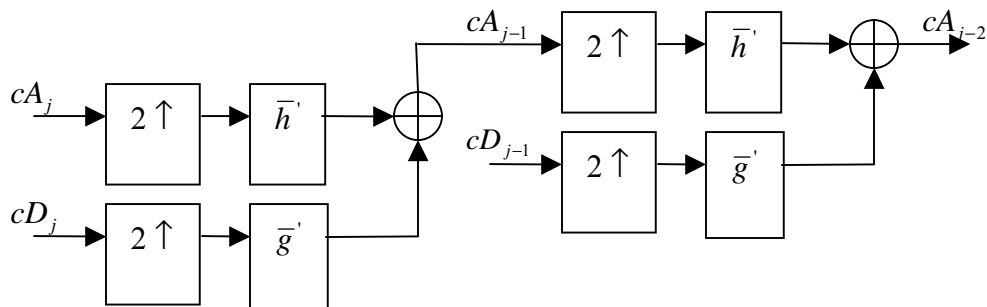 cA_{j-1} 2↑ h̅' cA_{j-2}
cA_j 2↑ h̅'
cD_{j-1} 2↑ g̅'
cD_j 2↑ g̅'